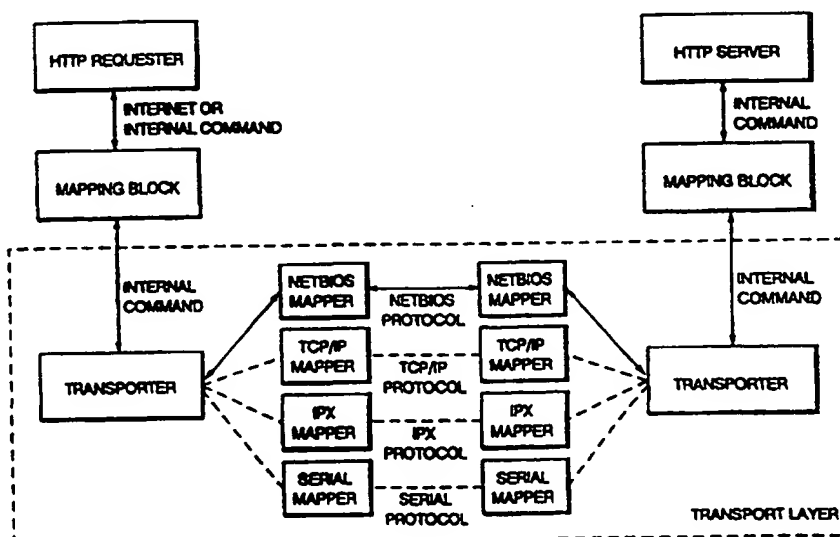 HTTP REQUESTER
HTTP SERVER
INTERNET OR
INTERNAL COMMAND
INTERNAL
COMMAND
MAPPING BLOCK
MAPPING BLOCK
INTERNAL
COMMAND
NETBIOS
MAPPER
NETBIOS
PROTOCOL
NETBIOS
MAPPER
INTERNAL
COMMAND
TRANSPORTER
TCP/IP
MAPPER
TCP/IP
PROTOCOL
TCP/IP
MAPPER
TRANSPORTER
IPX
MAPPER
IPX
PROTOCOL
IPX
MAPPER
SERIAL
MAPPER
SERIAL
PROTOCOL
SERIAL
MAPPER
TRANSPORT LAYER